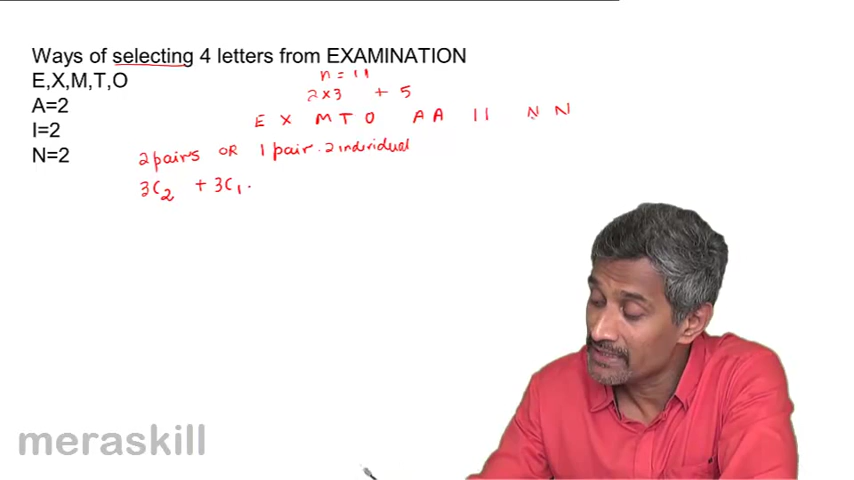 Ways of selecting 4 letters from EXAMINATION
E,X,M,T,O
n = 11
A=2
2x3 + 5
E X M T O A A I I N N
I=2
N=2
2 pairs OR 1 pair . 2 individual
3C2 + 3C1 .
meraskill